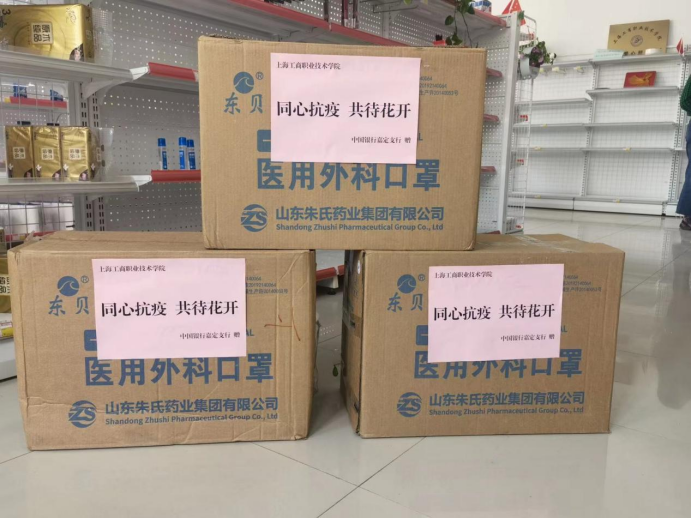 东贝
®
上海工商职业技术学院
同心抗疫 共待花开
中国银行嘉定支行 赠
医用外科口罩
山东朱氏药业集团有限公司
Shandong Zhushi Pharmaceutical Group Co., Ltd
东贝
上海工商职业技术学院
同心抗疫 共待花开
中国银行嘉定支行 赠
医用外科口罩
山东朱氏药业集团有限公司
Shandong Zhushi Pharmaceutical Group Co., Ltd
东贝
上海工商职业技术学院
同心抗疫 共待花开
中国银行嘉定支行 赠
医用外科口罩
山东朱氏药业集团有限公司
Shandong Zhushi Pharmaceutical Group Co., Ltd